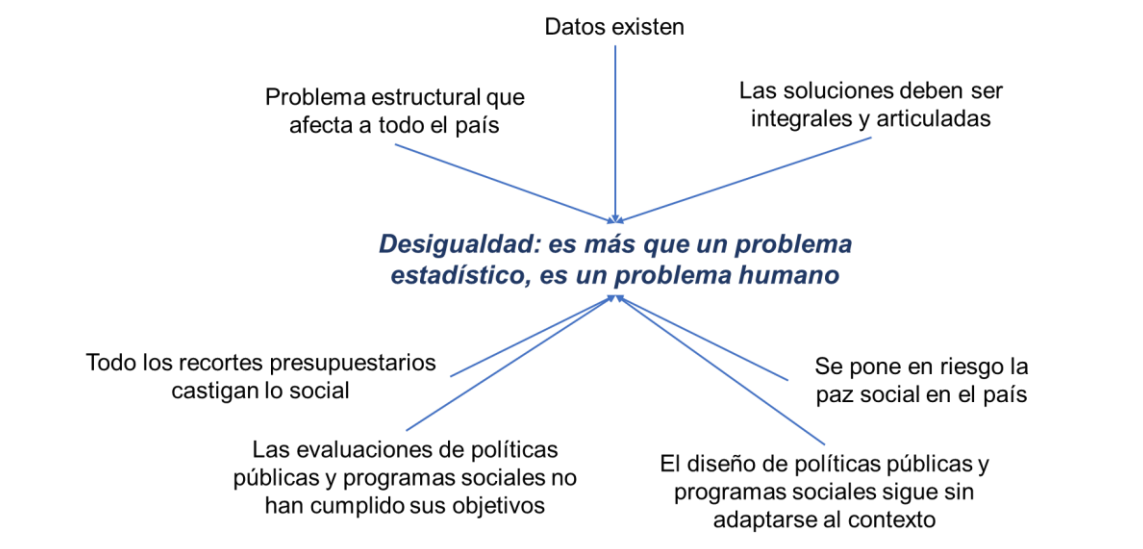 Datos existen
Problema estructural que
afecta a todo el país
Las soluciones deben ser
integrales y articuladas
Desigualdad: es más que un problema
estadístico, es un problema humano
Todo los recortes presupuestarios
castigan lo social
Se pone en riesgo la
paz social en el país
Las evaluaciones de políticas
públicas y programas sociales no
han cumplido sus objetivos
El diseño de políticas públicas y
programas sociales sigue sin
adaptarse al contexto